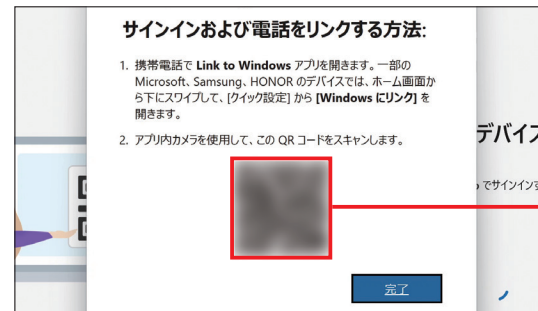 サインインおよび電話をリンクする方法:
1. 携帯電話で Link to Windows アプリを開きます。一部の
Microsoft、Samsung、HONOR のデバイスでは、ホーム画面か
ら下にスワイプして、[クイック設定] から [Windows にリンク] を
開きます。
2. アプリ内カメラを使用して、この QR コードをスキャンします。
デバイス
でサインインす
完了